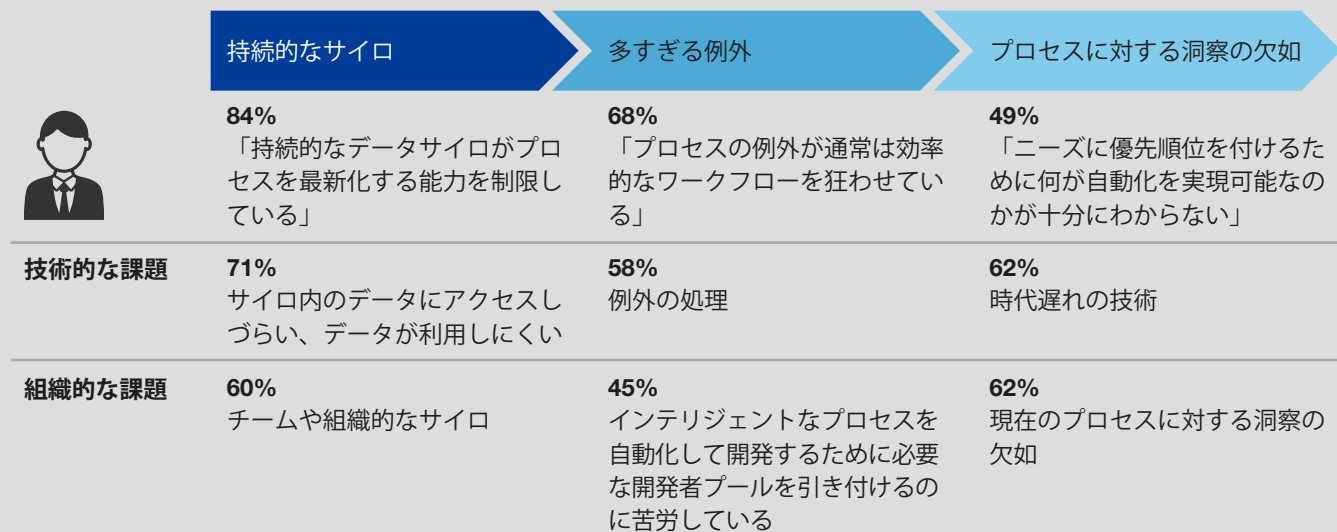 持続的なサイロ
多すぎる例外
プロセスに対する洞察の欠如
84%
「持続的なデータサイロがプロ
セスを最新化する能力を制限し
ている」
68%
「プロセスの例外が通常は効率
的なワークフローを狂わせてい
る」
49%
「ニーズに優先順位を付けるた
めに何が自動化を実現可能なの
かが十分にわからない」
技術的な課題
71%
サイロ内のデータにアクセスし
づらい、データが利用しにくい
58%
例外の処理
62%
時代遅れの技術
組織的な課題
60%
チームや組織的なサイロ
45%
インテリジェントなプロセスを
自動化して開発するために必要
な開発者プールを引き付けるの
に苦労している
62%
現在のプロセスに対する洞察の
欠如